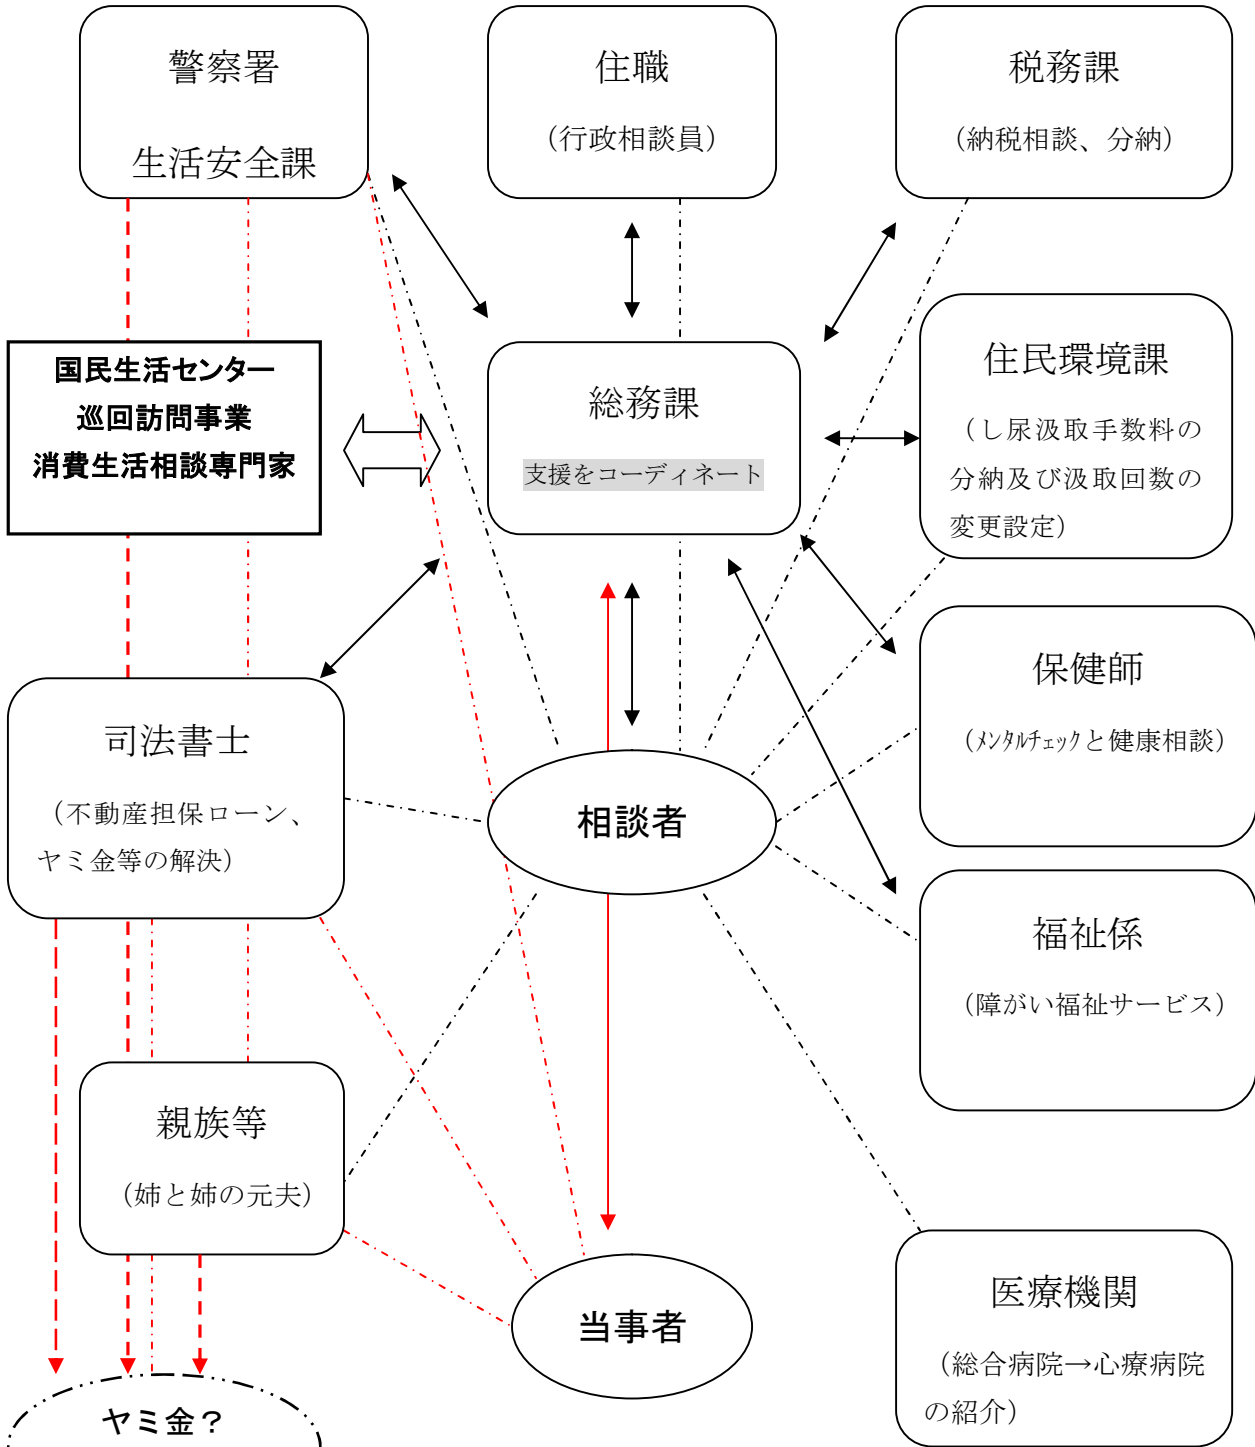 警察署
生活安全課
住職
（行政相談員）
税務課
（納税相談、分納）
国民生活センター
巡回訪問事業
消費生活相談専門家
総務課
支援をコーディネート
住民環境課
（し尿汲取手数料の
分納及び汲取回数の
変更設定）
司法書士
（不動産担保ローン、
ヤミ金等の解決）
相談者
保健師
（ﾒﾝﾀﾙﾁｪｯｸと健康相談）
福祉係
（障がい福祉サービス）
親族等
（姉と姉の元夫）
当事者
医療機関
（総合病院→心療病院
の紹介）
ヤミ金？